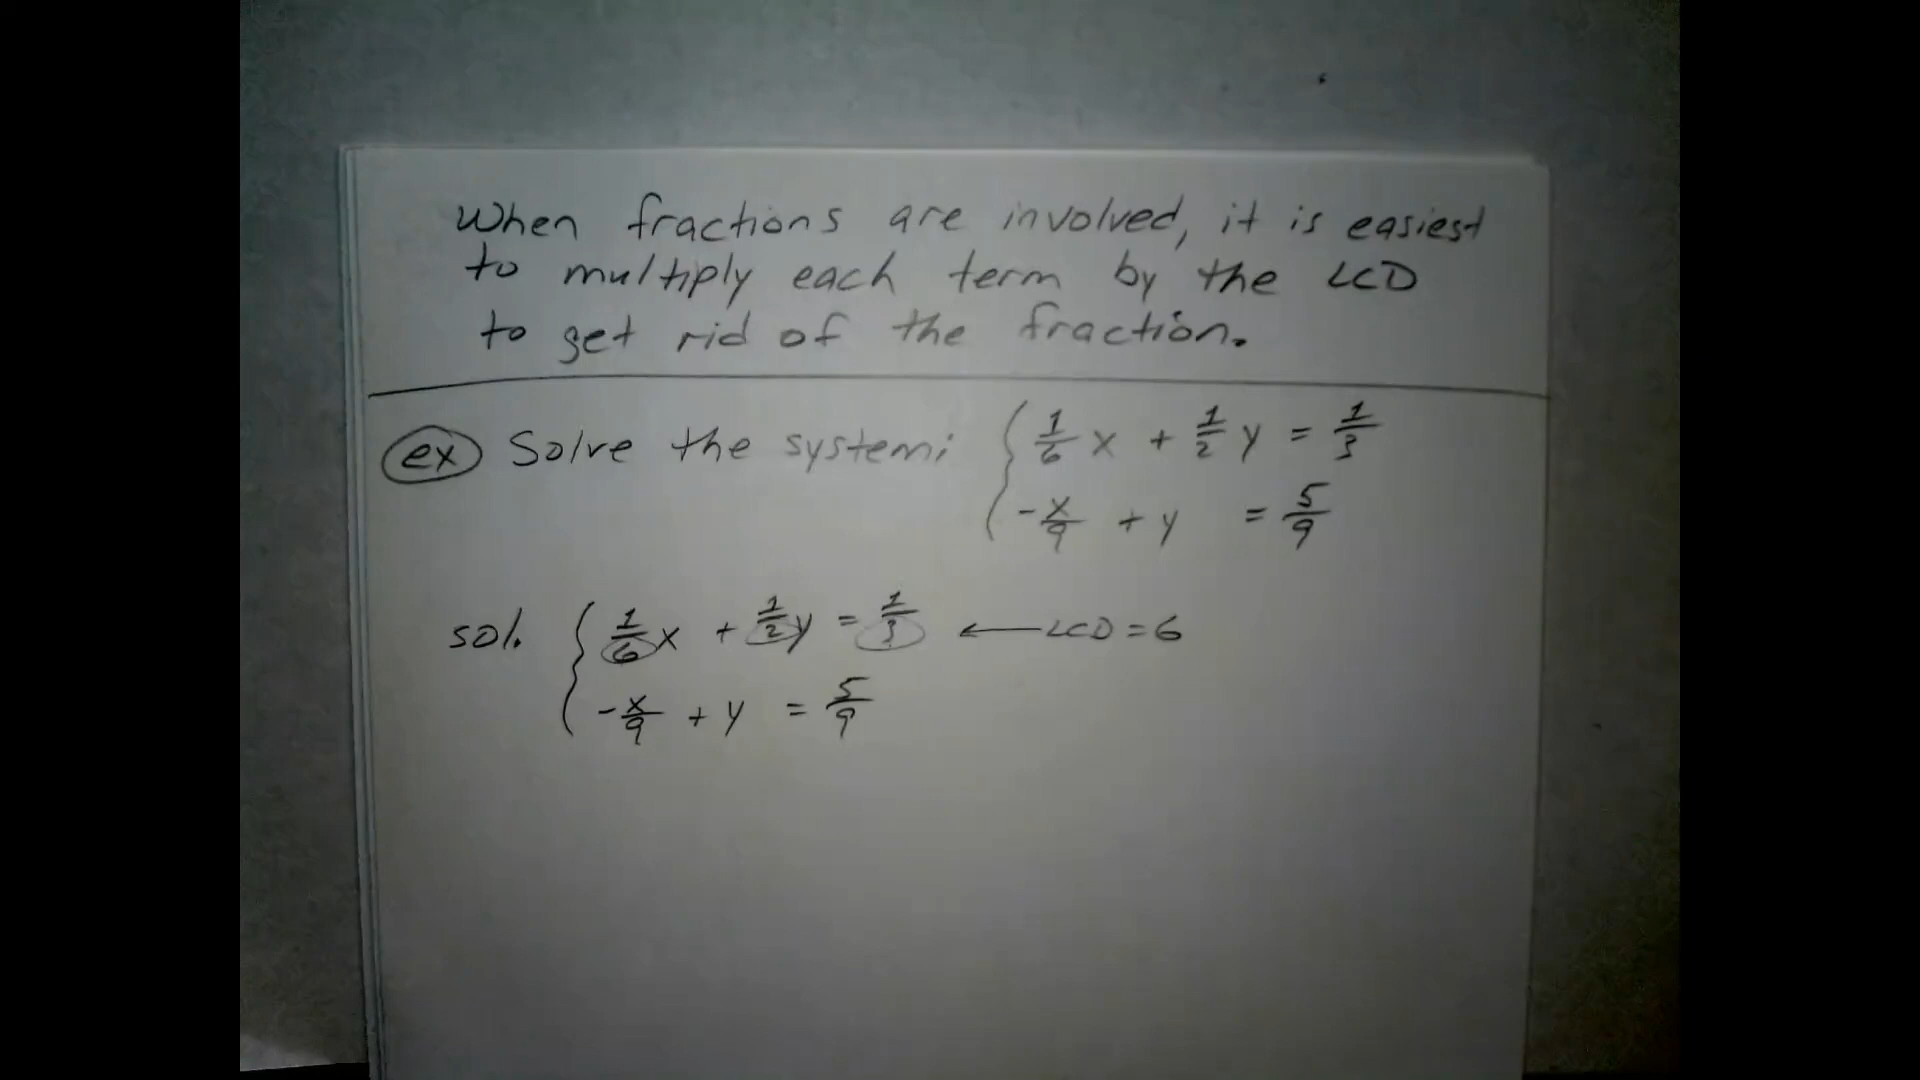 When fractions are involved, it is easiest
to multiply each term by the LCD
to get rid of the fraction.
ex Solve the system: { 1/6 x + 1/2 y = 1/3
-x/9 + y = 5/9
sol. { 1/6 x + 1/2 y = 1/3 ← LCD = 6
-x/9 + y = 5/9